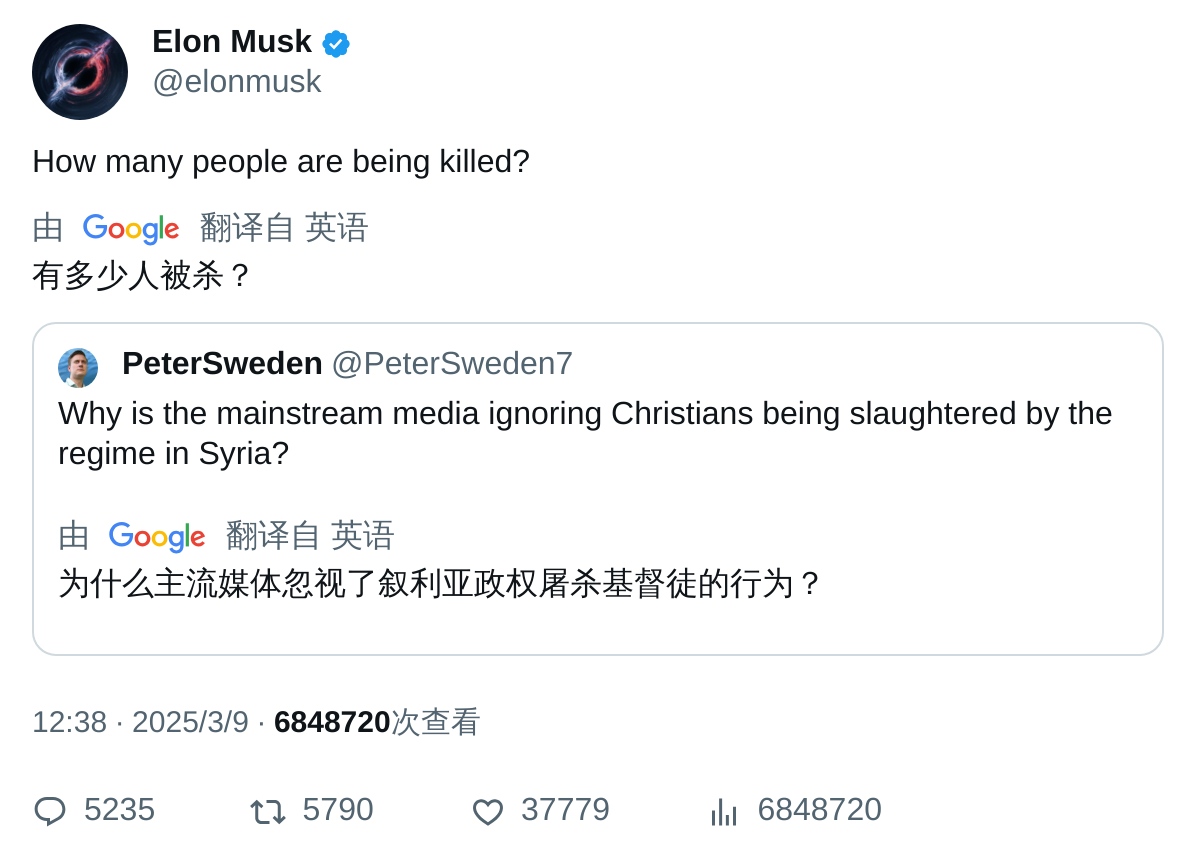 Elon Musk
@elonmusk
How many people are being killed?
由 Google 翻译自 英语
有多少人被杀？
PeterSweden @PeterSweden7
Why is the mainstream media ignoring Christians being slaughtered by the
regime in Syria?
由 Google 翻译自 英语
为什么主流媒体忽视了叙利亚政权屠杀基督徒的行为？
12:38 · 2025/3/9 · 6848720次查看
5235 5790 37779 6848720